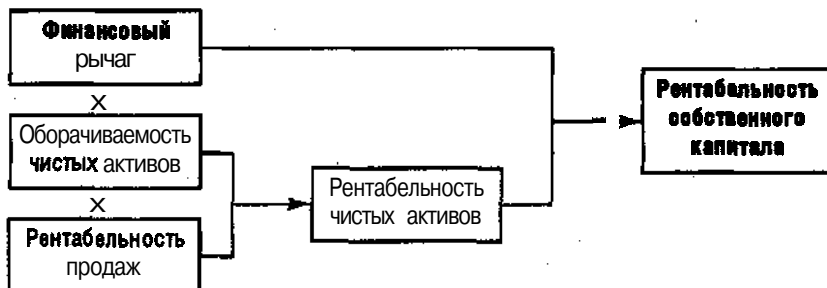 Финансовый
рычаг
X
Оборачиваемость
чистых активов
X
Рентабельность
продаж
Рентабельность
чистых активов
Рентабельность
собственного
капитала